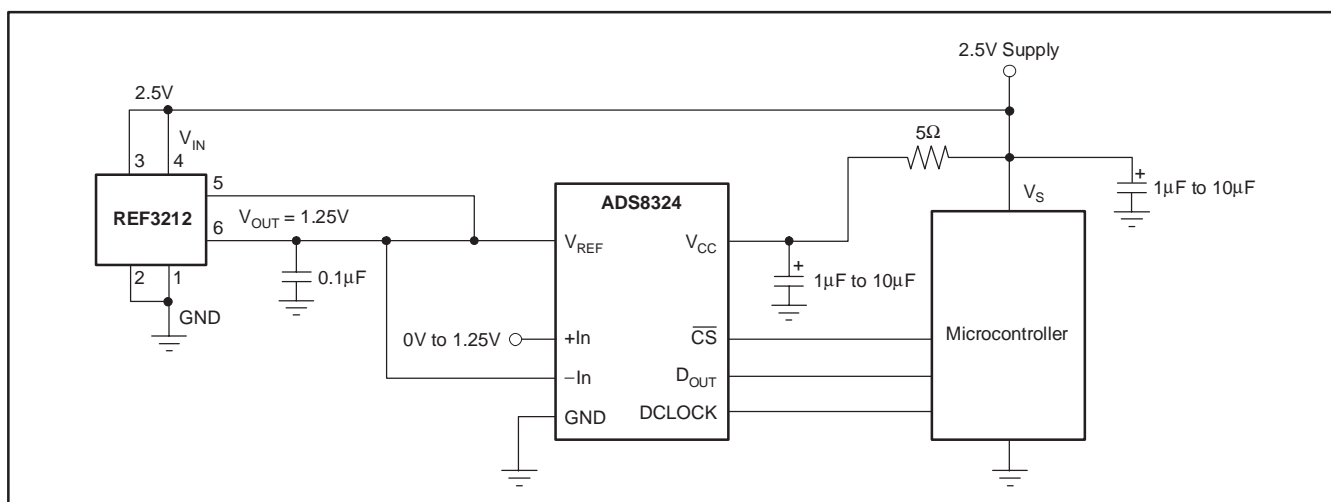 2.5V Supply
2.5V
V_IN
3 4
5Ω
5
REF3212
V_OUT = 1.25V
6
2 1
GND
0.1μF
ADS8324
V_REF
V_CC
1μF to 10μF
0V to 1.25V
+In
C̅S̅
−In
D_OUT
GND
DCLOCK
V_S
1μF to 10μF
Microcontroller
+
+